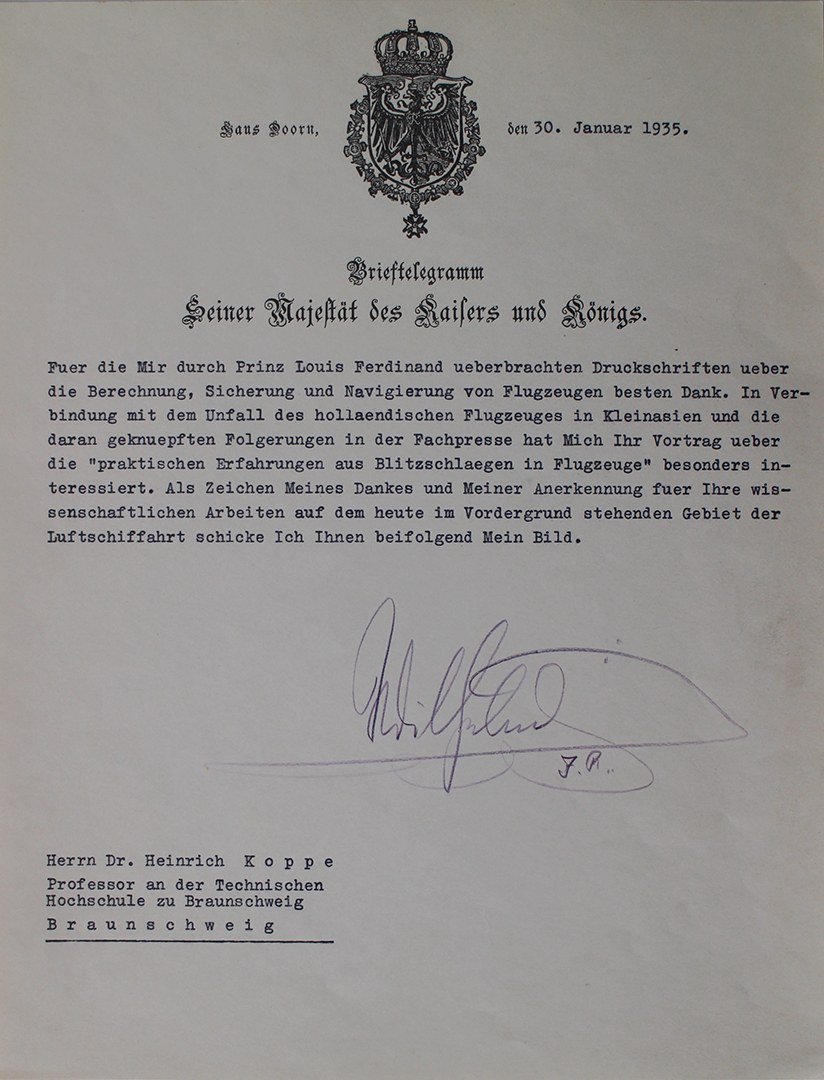 Haus Doorn, den 30. Januar 1935.
Brieftelegramm
Seiner Majestät des Kaisers und Königs.
Fuer die Mir durch Prinz Louis Ferdinand ueberbrachten Druckschriften ueber
die Berechnung, Sicherung und Navigierung von Flugzeugen besten Dank. In Ver-
bindung mit dem Unfall des hollaendischen Flugzeuges in Kleinasien und die
daran geknuepften Folgerungen in der Fachpresse hat Mich Ihr Vortrag ueber
die "praktischen Erfahrungen aus Blitzschlaegen in Flugzeuge" besonders in-
teressiert. Als Zeichen Meines Dankes und Meiner Anerkennung fuer Ihre wis-
senschaftlichen Arbeiten auf dem heute im Vordergrund stehenden Gebiet der
Luftschiffahrt schicke Ich Ihnen beifolgend Mein Bild.
Wilhelm
I.R.
Herrn Dr. Heinrich K o p p e
Professor an der Technischen
Hochschule zu Braunschweig
B r a u n s c h w e i g